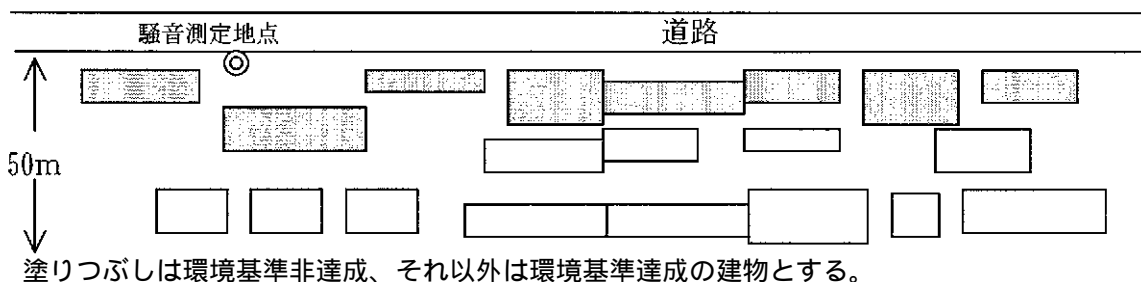 騒音測定地点
道路
50m
塗りつぶしは環境基準非達成、それ以外は環境基準達成の建物とする。